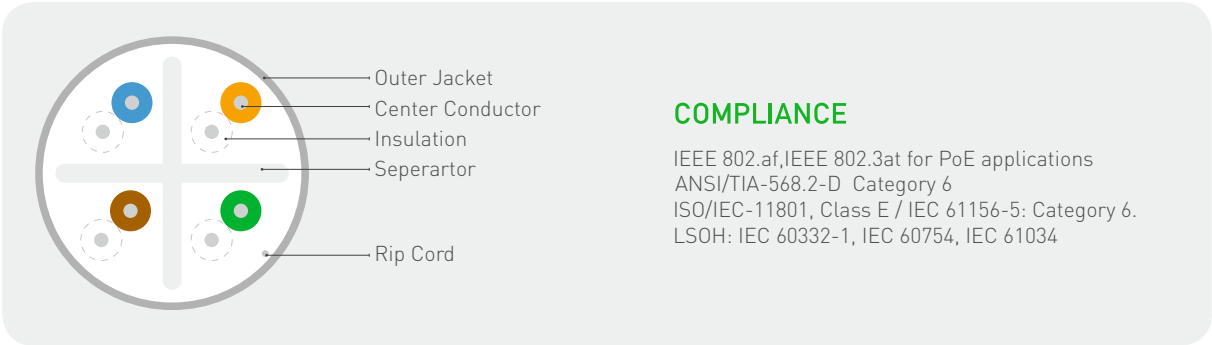 Outer Jacket
Center Conductor
Insulation
Seperartor
Rip Cord
COMPLIANCE
IEEE 802.af,IEEE 802.3at for PoE applications
ANSI/TIA-568.2-D Category 6
ISO/IEC-11801, Class E / IEC 61156-5: Category 6.
LSOH: IEC 60332-1, IEC 60754, IEC 61034